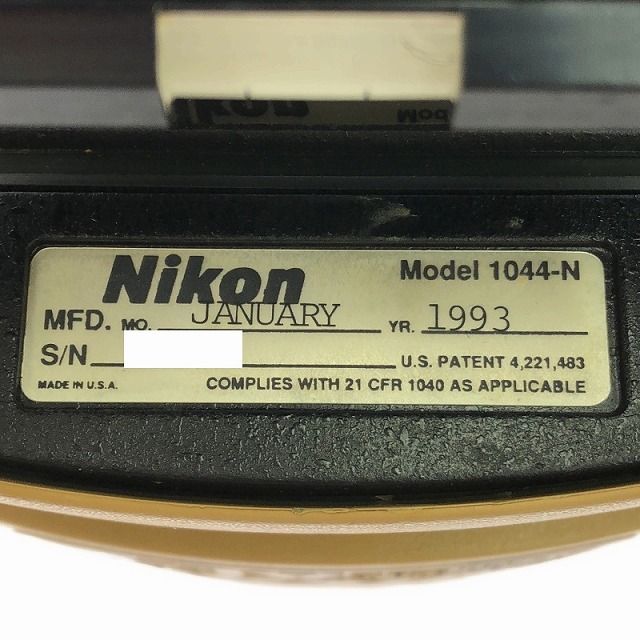 Nikon Model 1044-N
MFD. MO. JANUARY YR. 1993
S/N U.S. PATENT 4,221,483
MADE IN U.S.A. COMPLIES WITH 21 CFR 1040 AS APPLICABLE